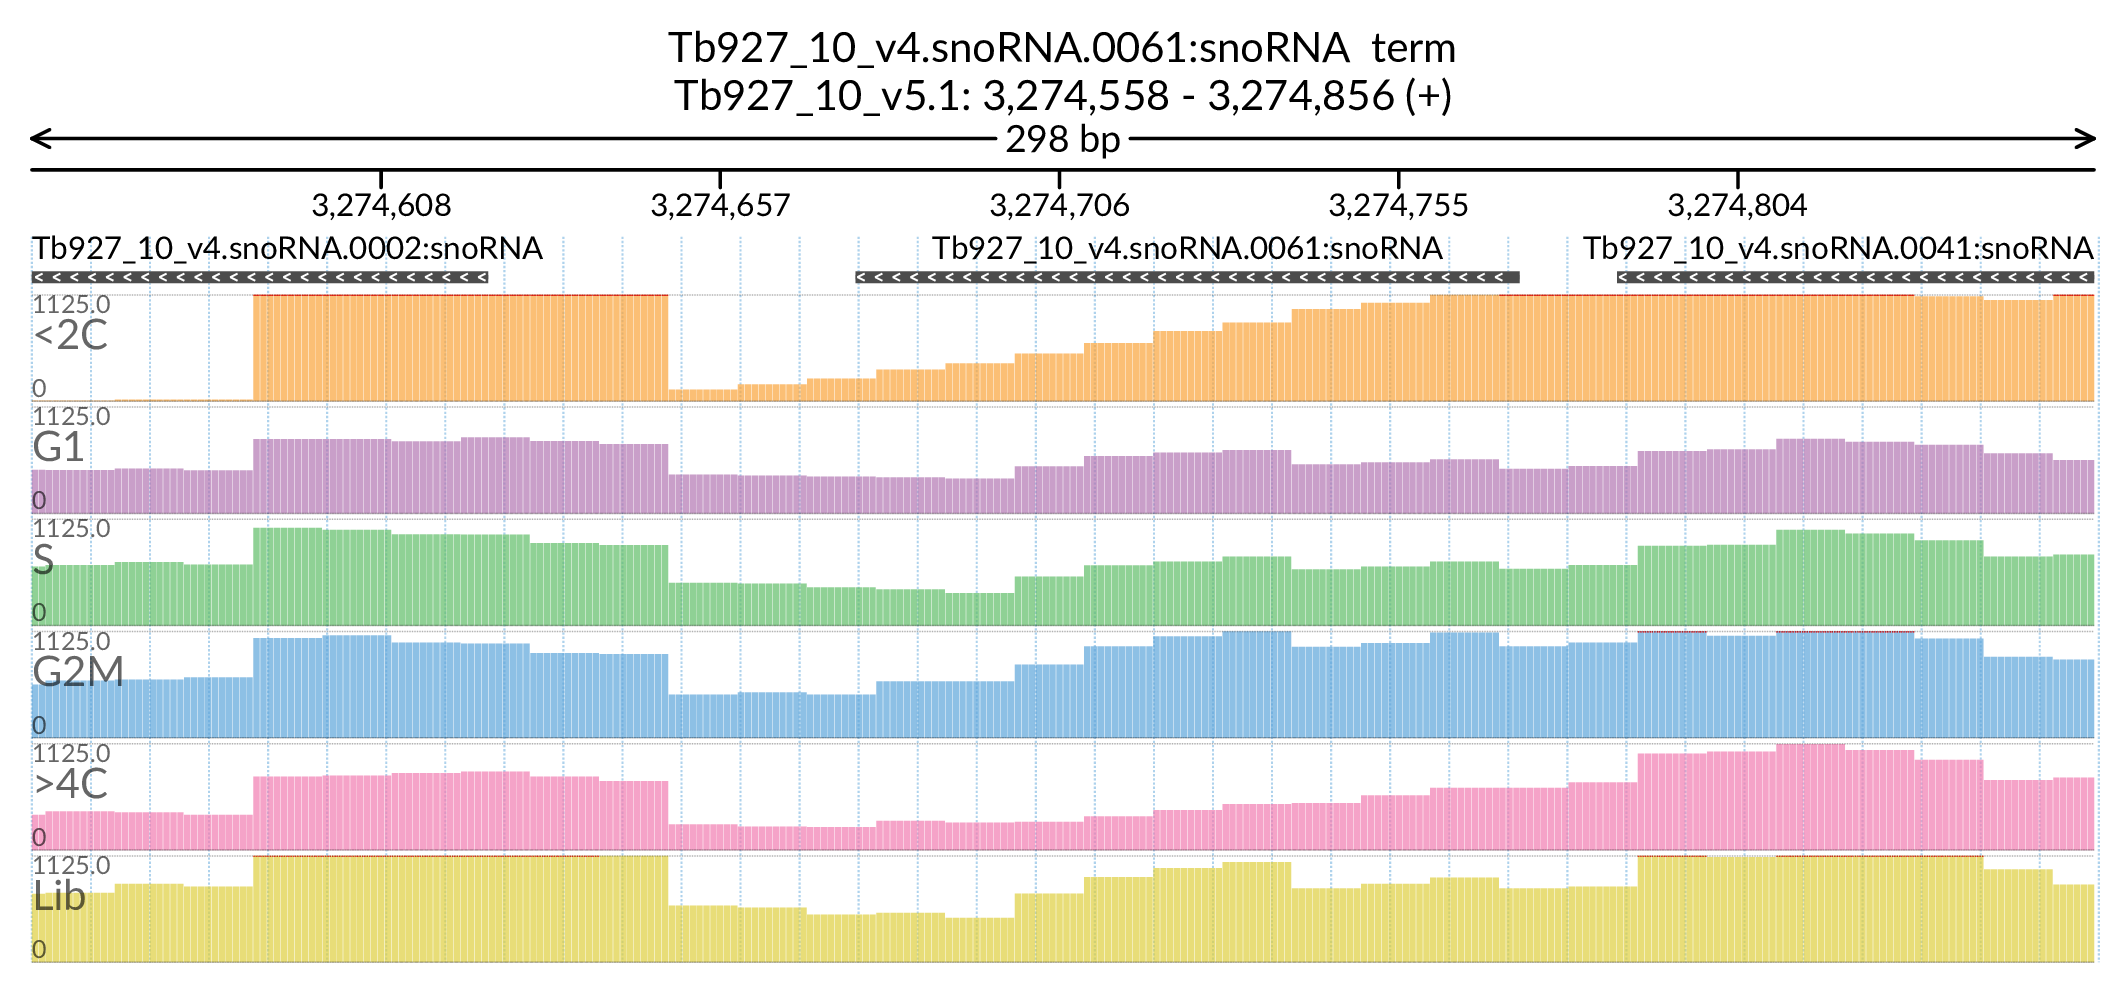 Tb927_10_v4.snoRNA.0061:snoRNA term
Tb927_10_v5.1: 3,274,558 - 3,274,856 (+)
298 bp
3,274,608 3,274,657 3,274,706 3,274,755 3,274,804
Tb927_10_v4.snoRNA.0002:snoRNA Tb927_10_v4.snoRNA.0061:snoRNA Tb927_10_v4.snoRNA.0041:snoRNA
1125.0
<2C
0
1125.0
G1
0
1125.0
S
0
1125.0
G2M
0
1125.0
>4C
0
1125.0
Lib
0